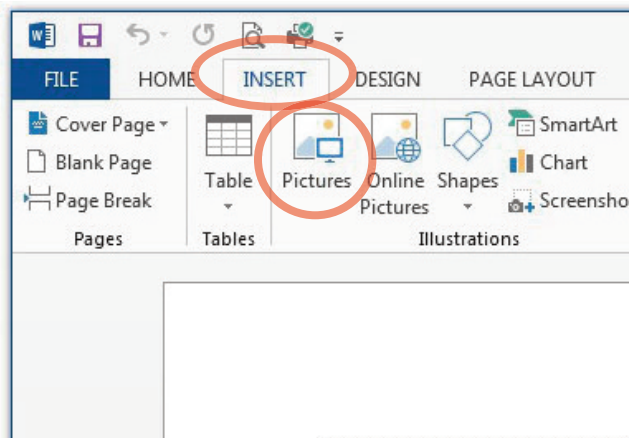 FILE HOME INSERT DESIGN PAGE LAYOUT
Cover Page
Blank Page
Page Break
Pages
Table
Tables
Pictures
Online
Pictures
Shapes
SmartArt
Chart
Screensho
Illustrations